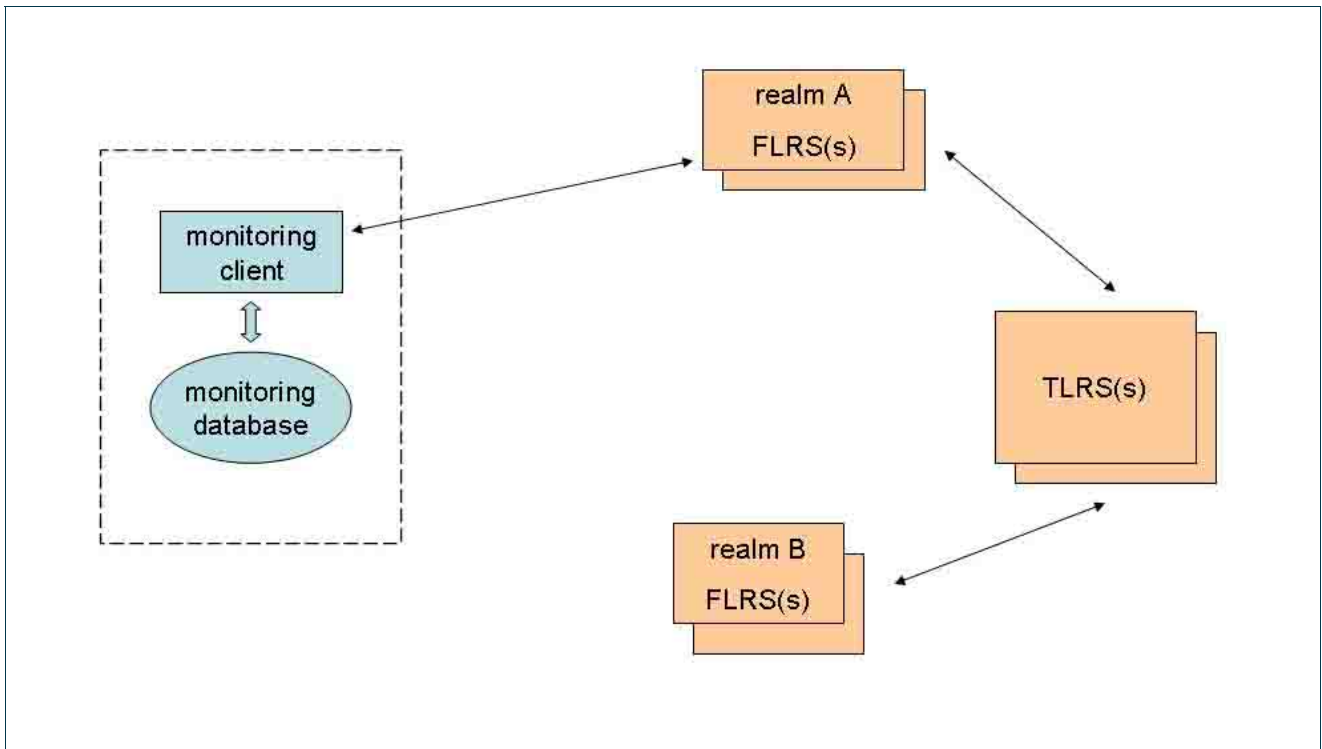 realm A
FLRS(s)
monitoring
client
monitoring
database
TLRS(s)
realm B
FLRS(s)